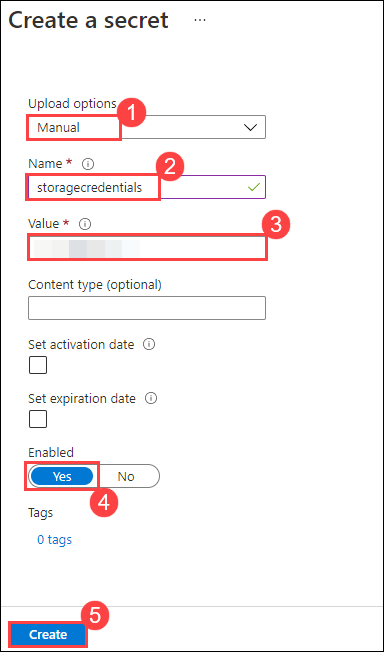 Create a secret ...
Upload options
1
Manual
Name *
2
storagecredentials
Value *
3
Content type (optional)
Set activation date
Set expiration date
Enabled
Yes No
4
Tags
0 tags
5
Create